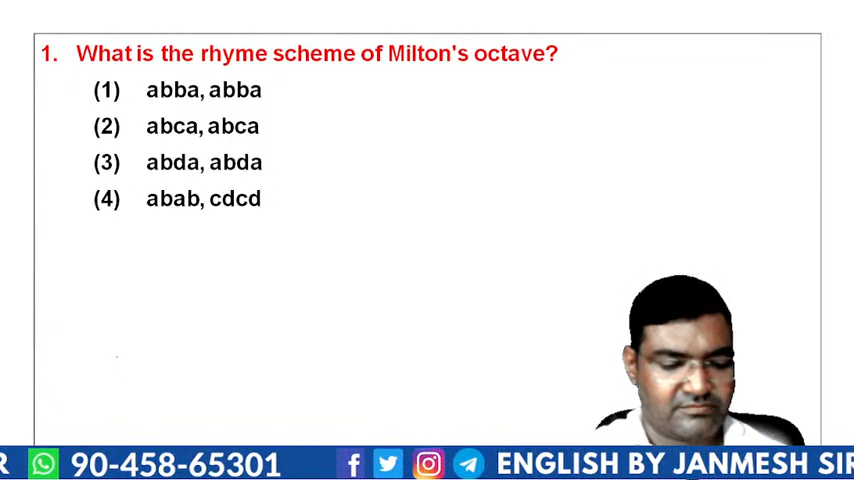 1. What is the rhyme scheme of Milton's octave?
(1) abba, abba
(2) abca, abca
(3) abda, abda
(4) abab, cdcd
R 90-458-65301 ENGLISH BY JANMESH SIR